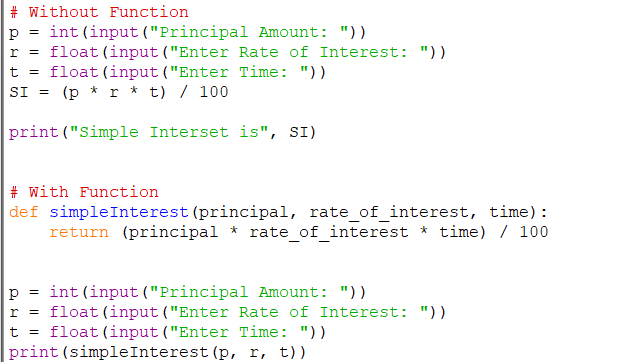 # Without Function
p = int(input("Principal Amount: "))
r = float(input("Enter Rate of Interest: "))
t = float(input("Enter Time: "))
SI = (p * r * t) / 100
print("Simple Interset is", SI)
# With Function
def simpleInterest(principal, rate_of_interest, time):
    return (principal * rate_of_interest * time) / 100
p = int(input("Principal Amount: "))
r = float(input("Enter Rate of Interest: "))
t = float(input("Enter Time: "))
print(simpleInterest(p, r, t))